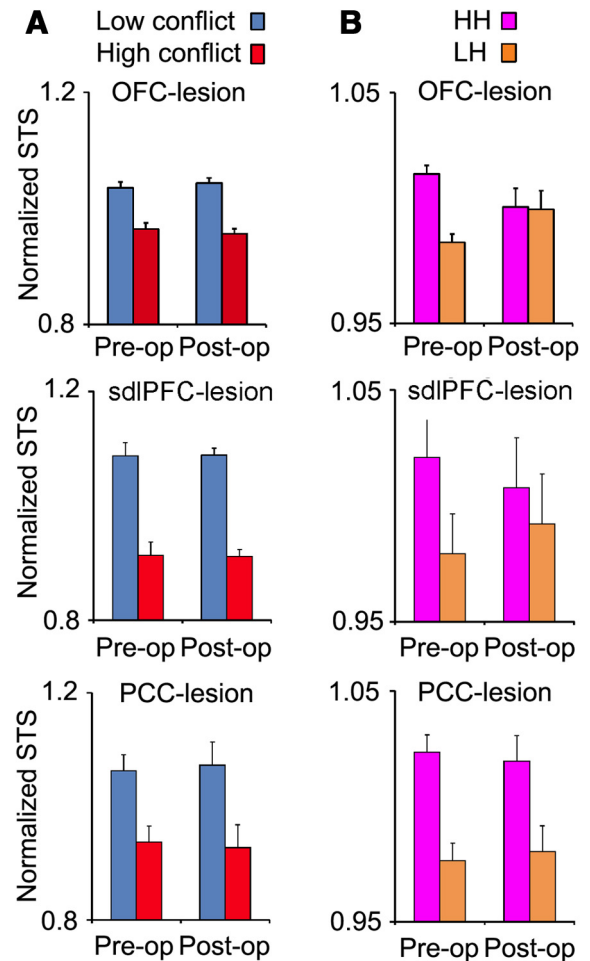 A
Low conflict
High conflict
OFC-lesion
1.2
Normalized STS
0.8
Pre-op Post-op
sdlPFC-lesion
1.2
Normalized STS
0.8
Pre-op Post-op
PCC-lesion
1.2
Normalized STS
0.8
Pre-op Post-op
B
HH
LH
OFC-lesion
1.05
0.95
Pre-op Post-op
sdlPFC-lesion
1.05
0.95
Pre-op Post-op
PCC-lesion
1.05
0.95
Pre-op Post-op